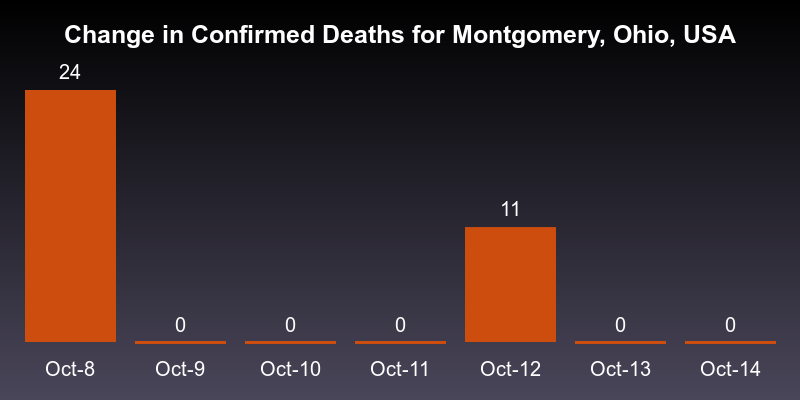 Change in Confirmed Deaths for Montgomery, Ohio, USA
24
11
0 0 0 0 0
Oct-8 Oct-9 Oct-10 Oct-11 Oct-12 Oct-13 Oct-14